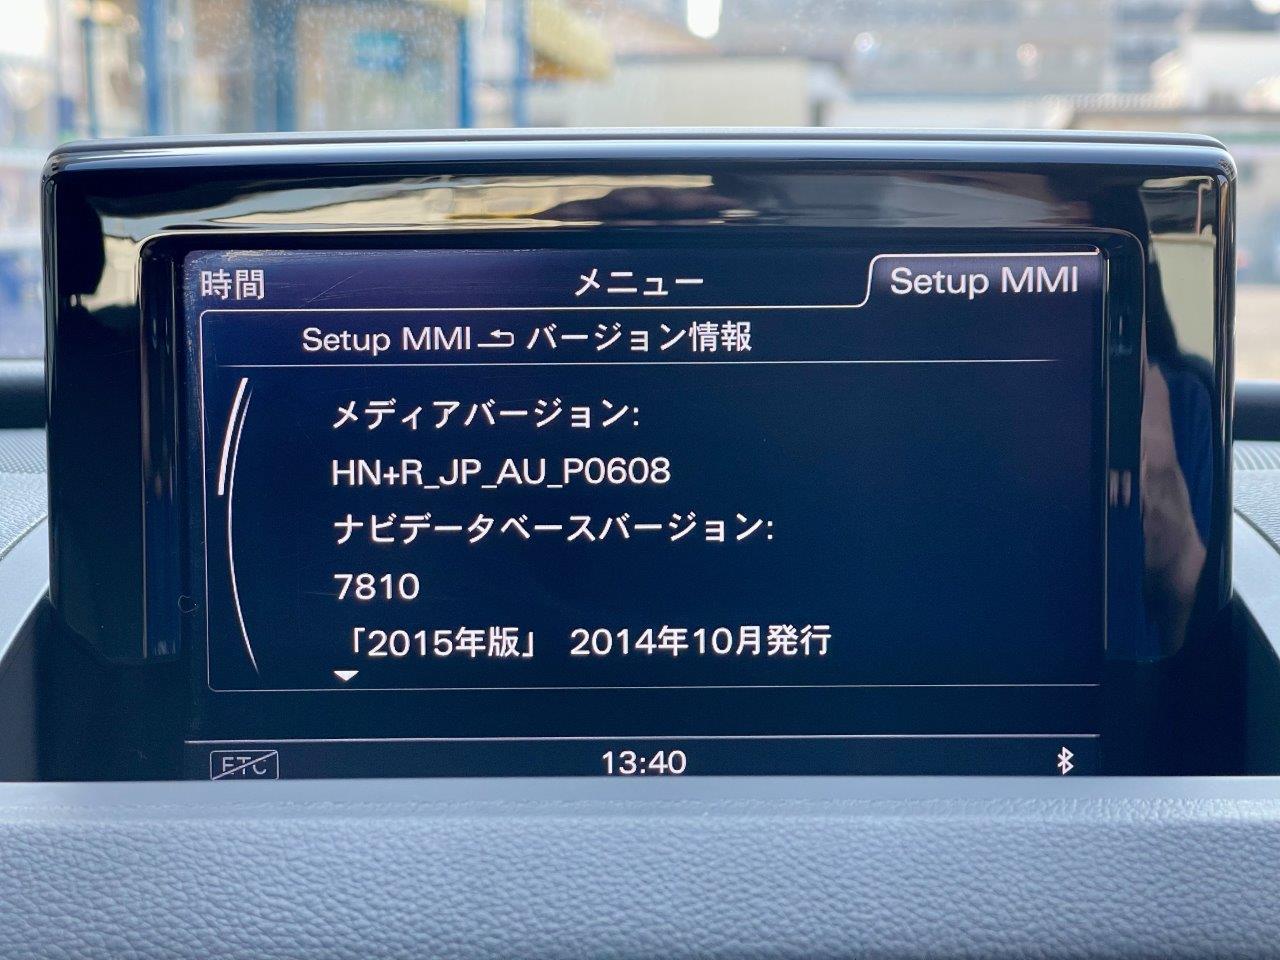 時間 メニュー Setup MMI
Setup MMI バージョン情報
メディアバージョン:
HN+R_JP_AU_P0608
ナビデータベースバージョン:
7810
「2015年版」 2014年10月発行
ETC 13:40